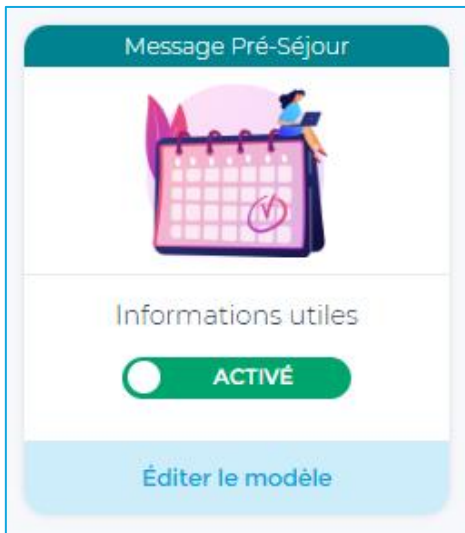 Message Pré-Séjour
Informations utiles
ACTIVÉ
Éditer le modèle